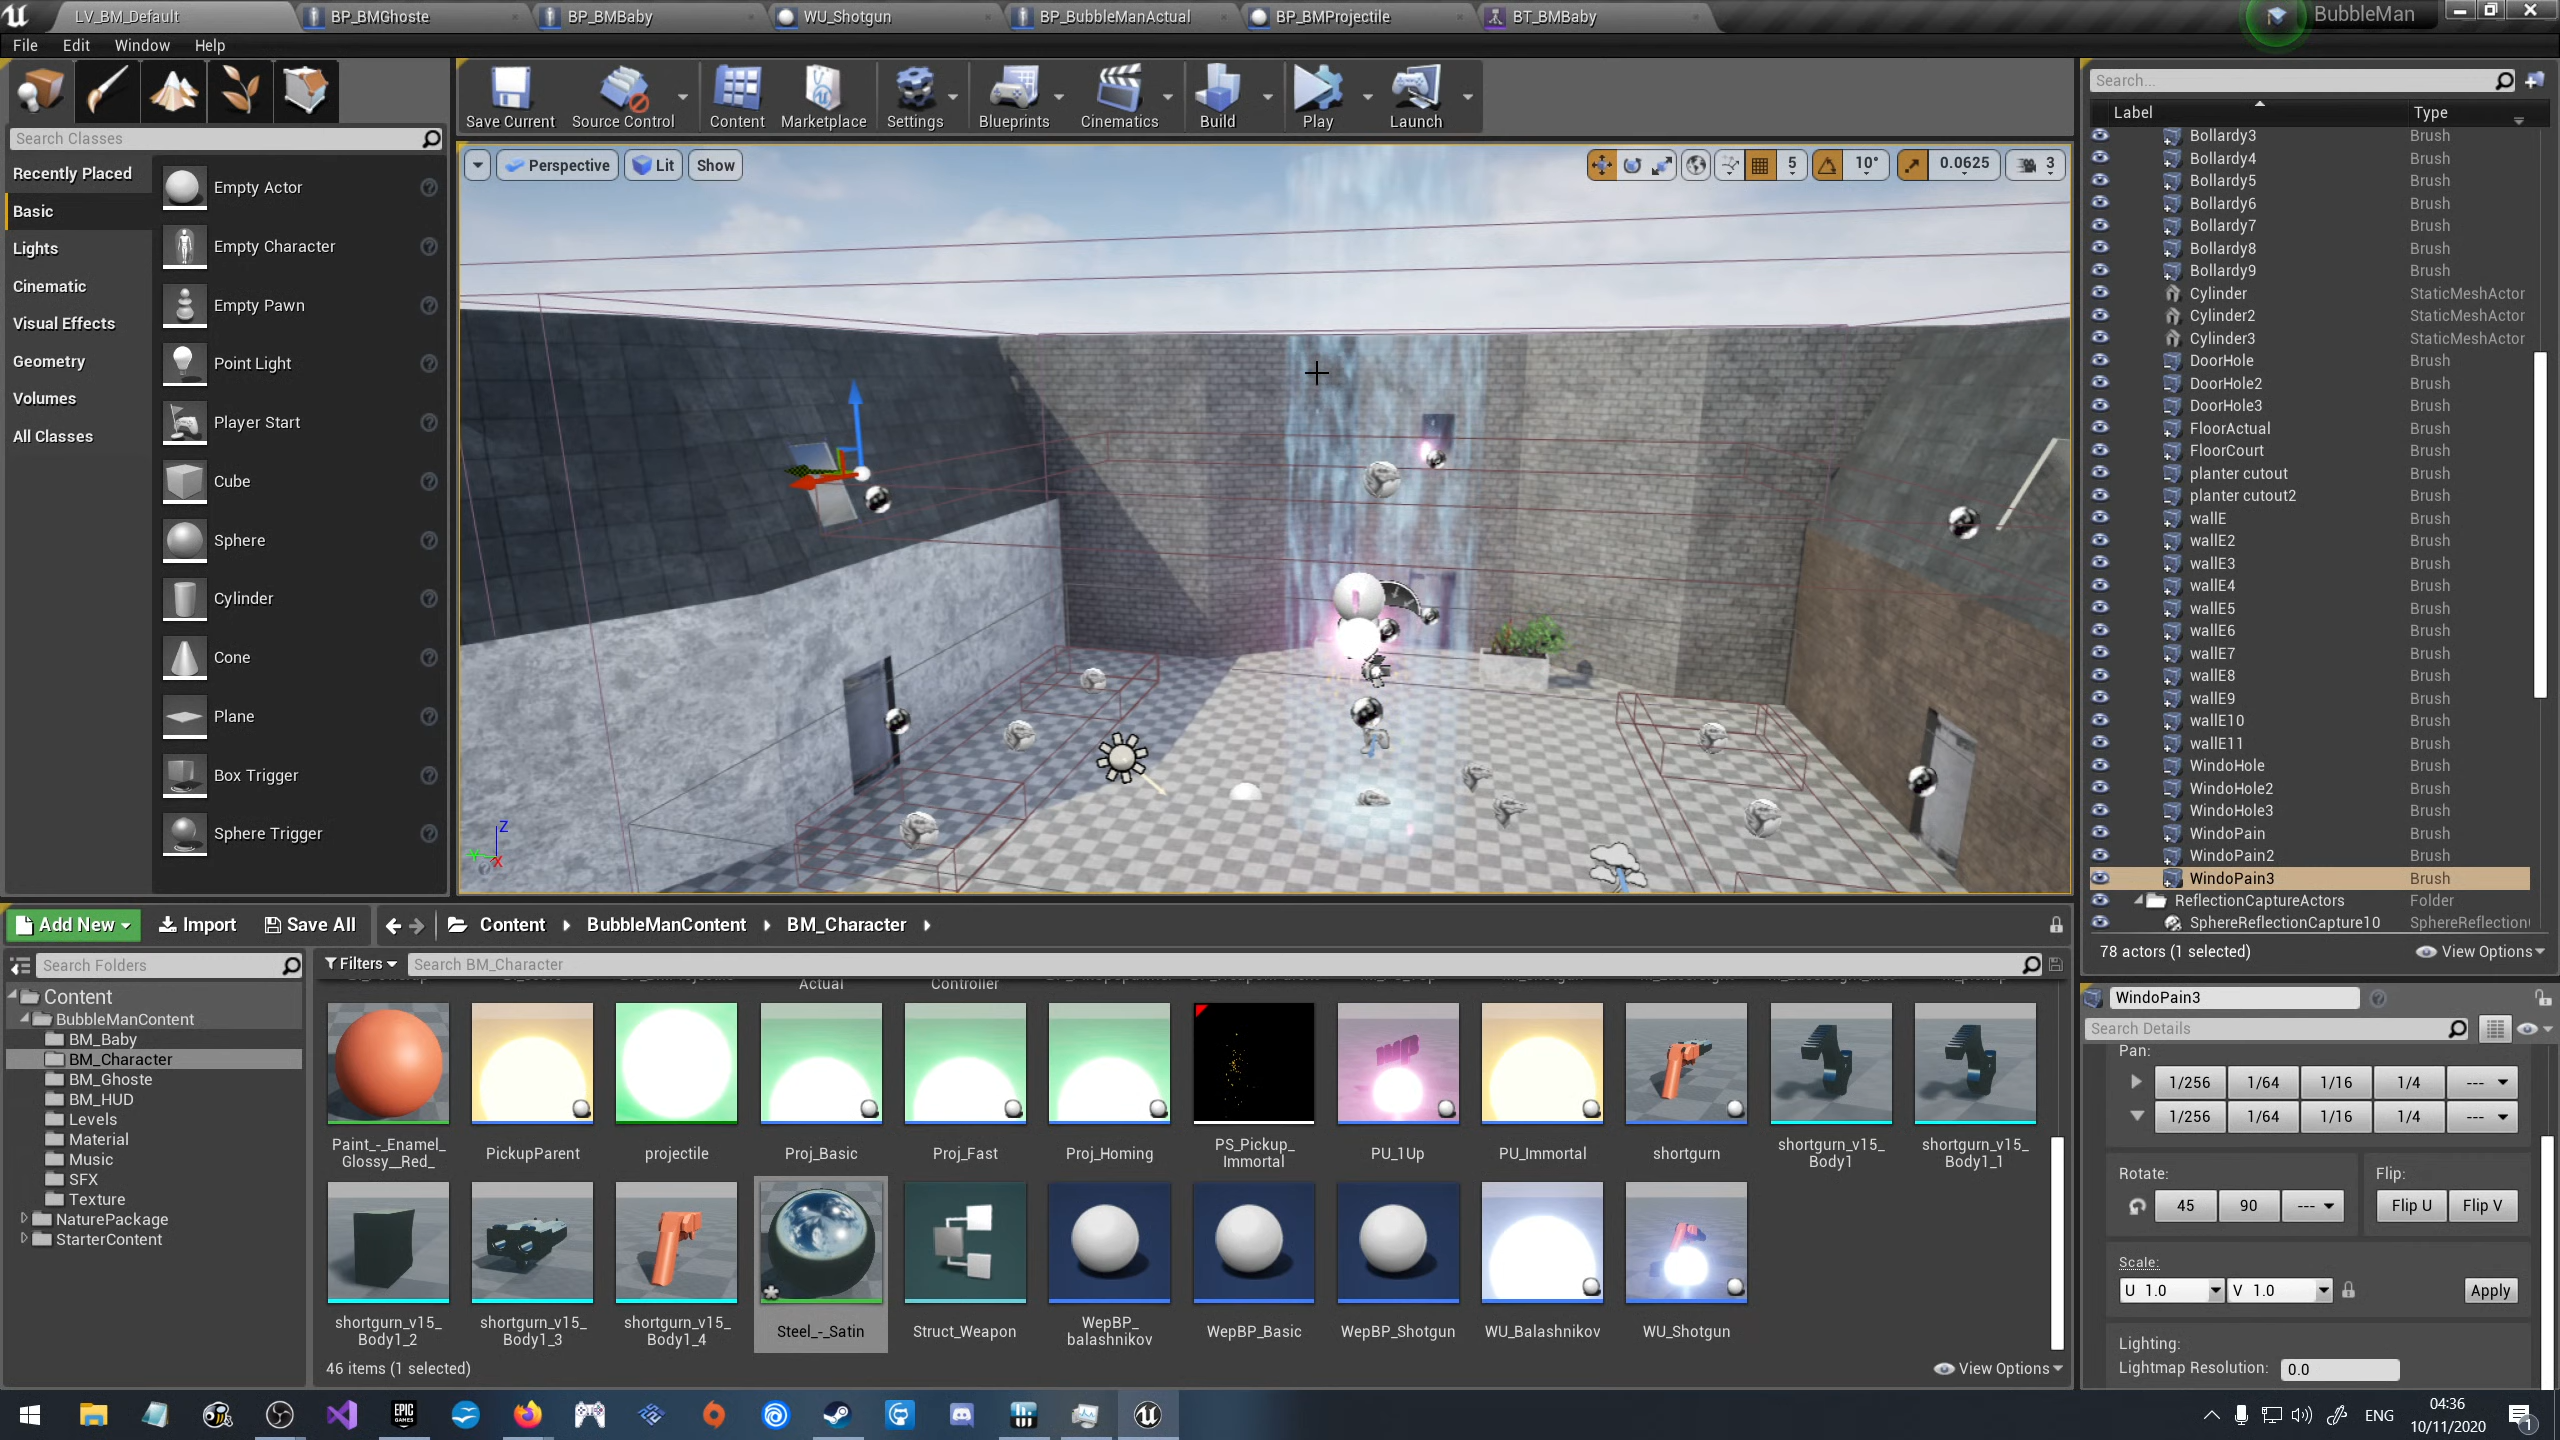 LV_BM_Default
BP_BMGhoste
BP_BMBaby
WU_Shotgun
BP_BubbleManActual
BP_BMProjectile
BT_BMBaby
BubbleMan
File
Edit
Window
Help
Search Classes
Recently Placed
Basic
Lights
Cinematic
Visual Effects
Geometry
Volumes
All Classes
Empty Actor
Empty Character
Empty Pawn
Point Light
Player Start
Cube
Sphere
Cylinder
Cone
Plane
Box Trigger
Sphere Trigger
Save Current
Source Control
Content
Marketplace
Settings
Blueprints
Cinematics
Build
Play
Launch
Perspective
Lit
Show
5
10°
0.0625
3
Z
Y
X
Search...
Label
Type
Bollardy3 Brush
Bollardy4 Brush
Bollardy5 Brush
Bollardy6 Brush
Bollardy7 Brush
Bollardy8 Brush
Bollardy9 Brush
Cylinder StaticMeshActor
Cylinder2 StaticMeshActor
Cylinder3 StaticMeshActor
DoorHole Brush
DoorHole2 Brush
DoorHole3 Brush
FloorActual Brush
FloorCourt Brush
planter cutout Brush
planter cutout2 Brush
wallE Brush
wallE2 Brush
wallE3 Brush
wallE4 Brush
wallE5 Brush
wallE6 Brush
wallE7 Brush
wallE8 Brush
wallE9 Brush
wallE10 Brush
wallE11 Brush
WindoHole Brush
WindoHole2 Brush
WindoHole3 Brush
WindoPain Brush
WindoPain2 Brush
WindoPain3 Brush
ReflectionCaptureActors Folder
SphereReflectionCapture10 SphereReflection
78 actors (1 selected)
View Options
Add New
Import
Save All
Content
BubbleManContent
BM_Character
Search Folders
Content
BubbleManContent
BM_Baby
BM_Character
BM_Ghoste
BM_HUD
Levels
Material
Music
SFX
Texture
NaturePackage
StarterContent
Filters
Search BM_Character
Actual
Controller
Paint_-_Enamel_
Glossy__Red_
PickupParent
projectile
Proj_Basic
Proj_Fast
Proj_Homing
PS_Pickup_
Immortal
PU_1Up
PU_Immortal
shortgurn
shortgurn_v15_
Body1
shortgurn_v15_
Body1_1
shortgurn_v15_
Body1_2
shortgurn_v15_
Body1_3
shortgurn_v15_
Body1_4
Steel_-_Satin
Struct_Weapon
WepBP_
balashnikov
WepBP_Basic
WepBP_Shotgun
WU_Balashnikov
WU_Shotgun
46 items (1 selected)
View Options
WindoPain3
Search Details
Pan:
1/256 1/64 1/16 1/4 ---
1/256 1/64 1/16 1/4 ---
Rotate:
Flip:
45 90 ---
Flip U Flip V
Scale:
U 1.0
V 1.0
Apply
Lighting:
Lightmap Resolution: 0.0
EPIC
GAMES
ENG
04:36
10/11/2020
1